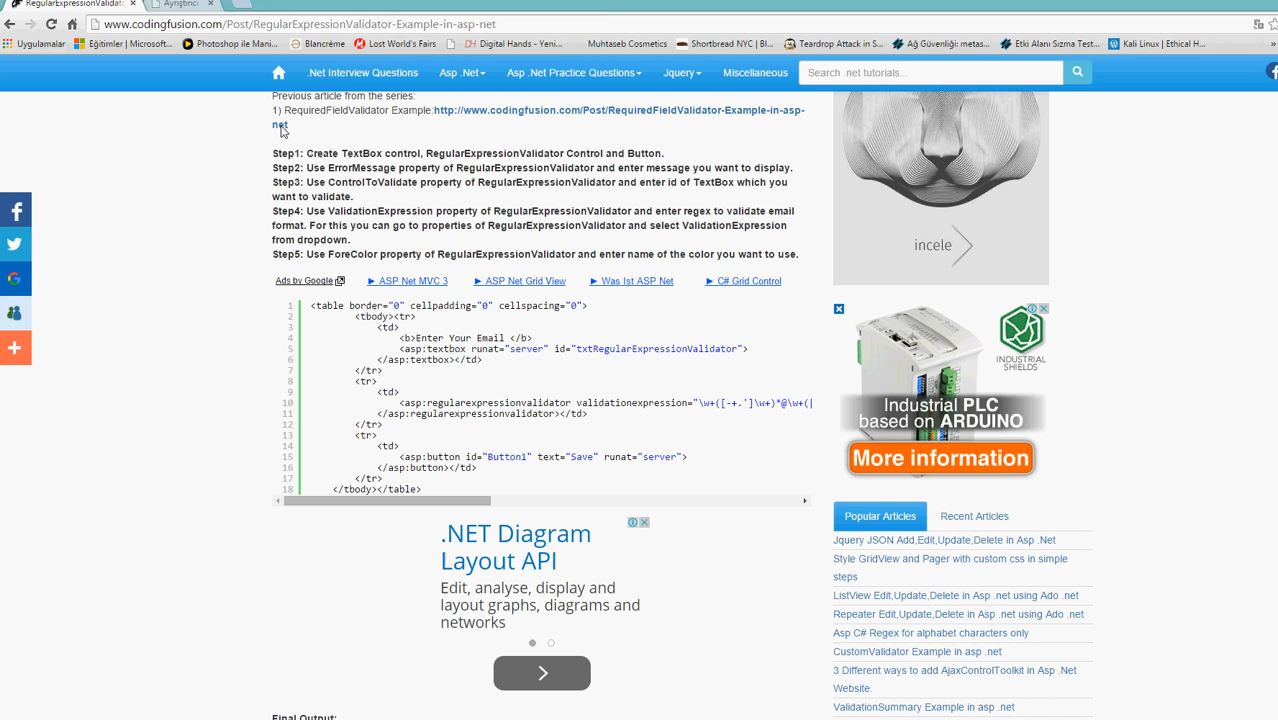 RegularExpressionValidat
Ayrıştırıcı
www.codingfusion.com/Post/RegularExpressionValidator-Example-in-asp-net
Uygulamalar
Eğitimler | Microsoft...
Photoshop ile Mani...
Blancrème
Lost World's Fairs
Digital Hands - Yeni...
Muhtaseb Cosmetics
Shortbread NYC | Bl...
Teardrop Attack in S...
Ağ Güvenliği: metas...
Etki Alanı Sızma Test...
Kali Linux | Ethical H...
»
.Net Interview Questions
Asp .Net
Asp .Net Practice Questions
Jquery
Miscellaneous
Search .net tutorials...
Previous article from the series:
1) RequiredFieldValidator Example:http://www.codingfusion.com/Post/RequiredFieldValidator-Example-in-asp-
net
Step1: Create TextBox control, RegularExpressionValidator Control and Button.
Step2: Use ErrorMessage property of RegularExpressionValidator and enter message you want to display.
Step3: Use ControlToValidate property of RegularExpressionValidator and enter id of TextBox which you
want to validate.
Step4: Use ValidationExpression property of RegularExpressionValidator and enter regex to validate email
format. For this you can go to properties of RegularExpressionValidator and select ValidationExpression
from dropdown.
Step5: Use ForeColor property of RegularExpressionValidator and enter name of the color you want to use.
Ads by Google
► ASP Net MVC 3
► ASP Net Grid View
► Was Ist ASP Net
► C# Grid Control
1 <table border="0" cellpadding="0" cellspacing="0">
2 <tbody><tr>
3 <td>
4 <b>Enter Your Email </b>
5 <asp:textbox runat="server" id="txtRegularExpressionValidator">
6 </asp:textbox></td>
7 </tr>
8 <tr>
9 <td>
10 <asp:regularexpressionvalidator validationexpression="\w+([-+.']\w+)*@\w+(
11 </asp:regularexpressionvalidator></td>
12 </tr>
13 <tr>
14 <td>
15 <asp:button id="Button1" text="Save" runat="server">
16 </asp:button></td>
17 </tr>
18 </tbody></table>
.NET Diagram
Layout API
Edit, analyse, display and
layout graphs, diagrams and
networks
Final Output:
incele
INDUSTRIAL
SHIELDS
Industrial PLC
based on ARDUINO
More information
Popular Articles
Recent Articles
Jquery JSON Add,Edit,Update,Delete in Asp .Net
Style GridView and Pager with custom css in simple
steps
ListView Edit,Update,Delete in Asp .net using Ado .net
Repeater Edit,Update,Delete in Asp .net using Ado .net
Asp C# Regex for alphabet characters only
CustomValidator Example in asp .net
3 Different ways to add AjaxControlToolkit in Asp .Net
Website.
ValidationSummary Example in asp .net